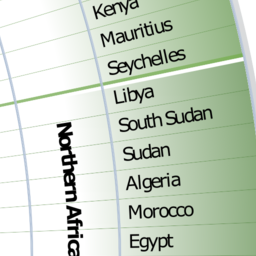 Kenya
Mauritius
Seychelles
Northern Africa
Libya
South Sudan
Sudan
Algeria
Morocco
Egypt